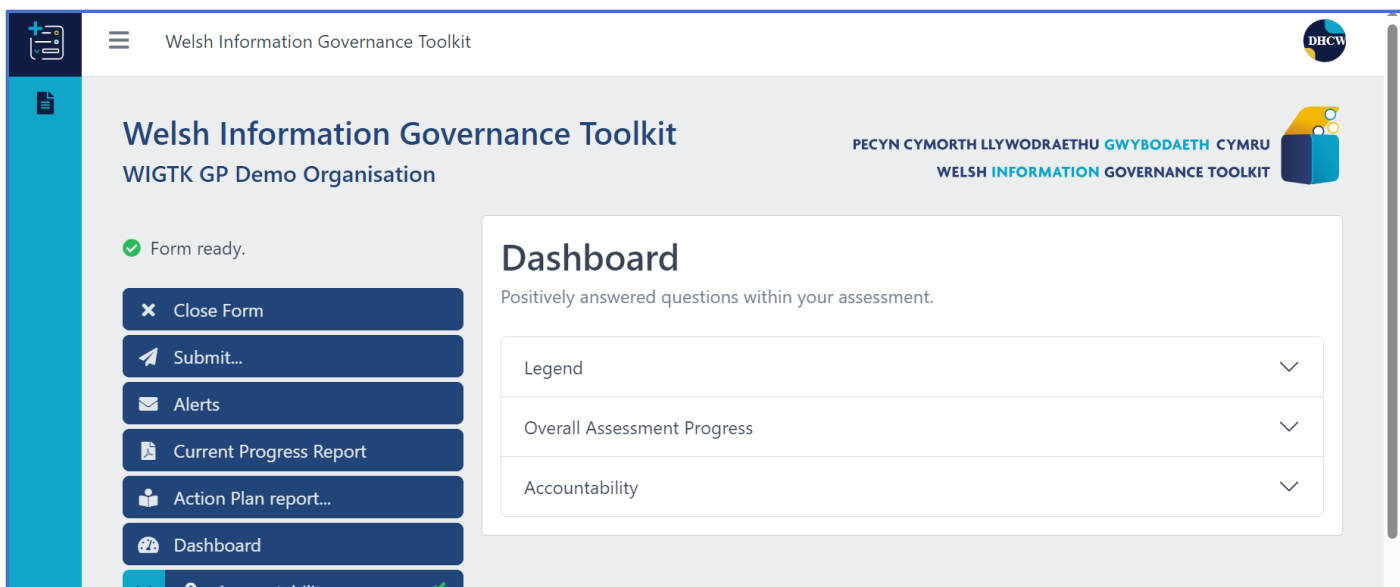 Welsh Information Governance Toolkit
DHCW
Welsh Information Governance Toolkit
WIGTK GP Demo Organisation
PECYN CYMORTH LLYWODRAETHU GWYBODAETH CYMRU
WELSH INFORMATION GOVERNANCE TOOLKIT
Form ready.
Close Form
Submit...
Alerts
Current Progress Report
Action Plan report...
Dashboard
Dashboard
Positively answered questions within your assessment.
Legend
Overall Assessment Progress
Accountability